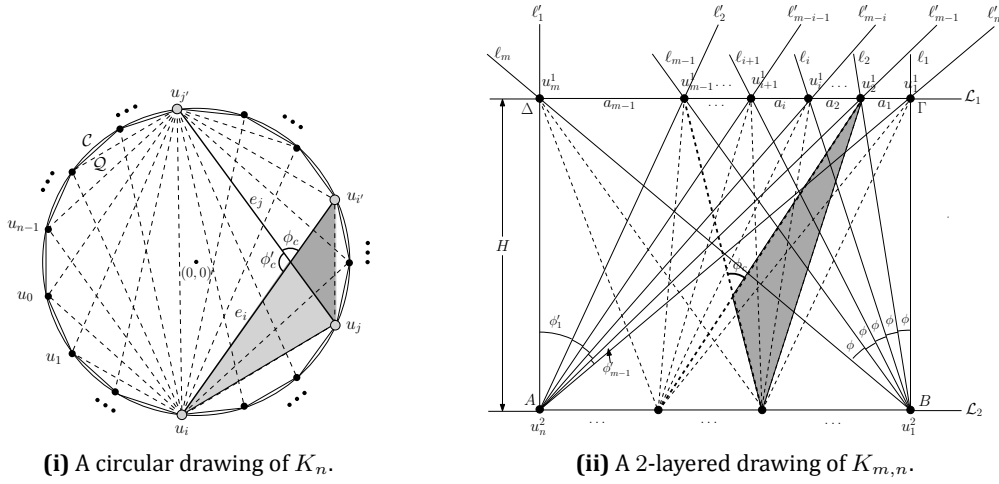 ℓ'_1 ℓ'_2 ℓ'_{m-i-1} ℓ'_{m-i} ℓ'_{m-1}
ℓ_m ℓ_{m-1} ℓ_{i+1} ℓ_i ℓ_2 ℓ_1
u^1_m u^1_{m-1} ... u^1_{i+1} u^1_i ... u^1_2 u^1_1
Δ a_{m-1} ... a_i a_2 a_1 Γ 𝓛_1
u_{j'}
𝒞
𝒬
u_{i'}
e_j
u_{n-1}
ϕ_c
ϕ'_c
(0,0)
u_0
e_i
u_j
u_1
u_i
H
ϕ_c
ϕ'_1 ϕ ϕ ϕ ϕ ϕ
ϕ'_{m-1}
A B 𝓛_2
u^2_n ... ... ... u^2_1
(i) A circular drawing of K_n.
(ii) A 2-layered drawing of K_{m,n}.